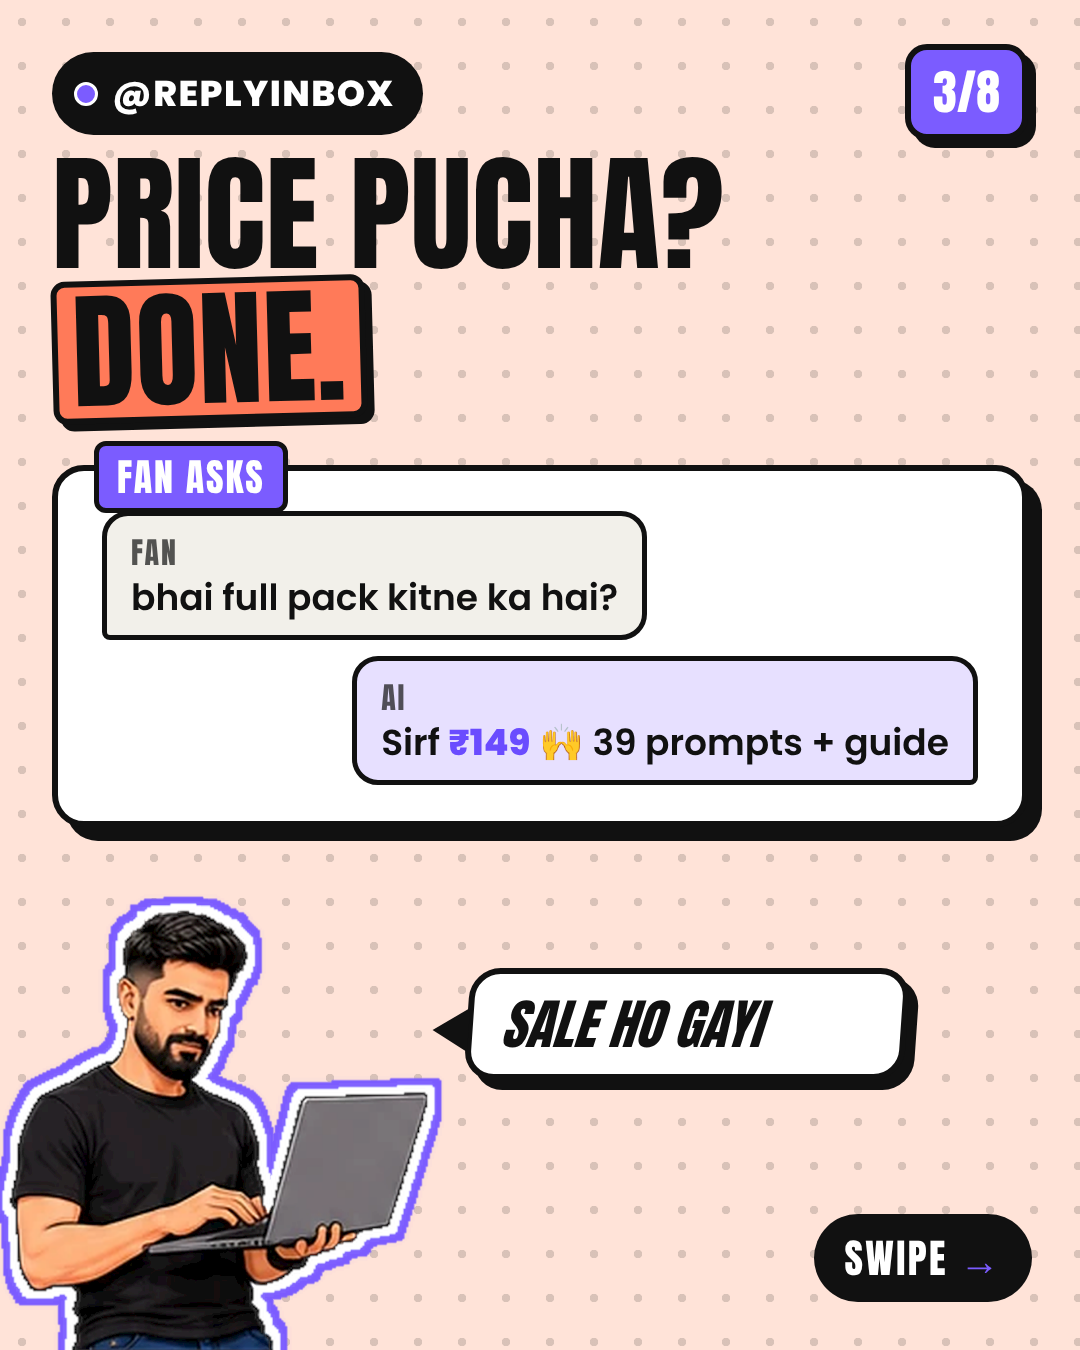 @REPLYINBOX
3/8
PRICE PUCHA?
DONE.
FAN ASKS
FAN
bhai full pack kitne ka hai?
AI
Sirf ₹149 🙌 39 prompts + guide
SALE HO GAYI
SWIPE →